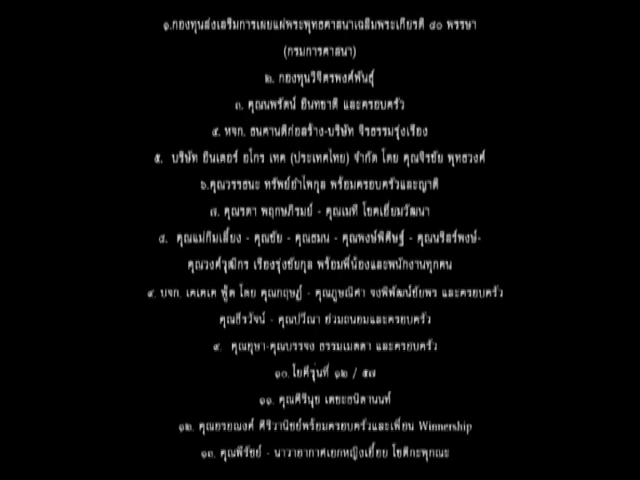 ๑.กองทุนส่งเสริมการเผยแผ่พระพุทธศาสนาเฉลิมพระเกียรติ ๘๐ พรรษา
(กรมการศาสนา)
๒. กองทุนวิจิตรพงศ์พันธุ์
๓. คุณนพรัตน์ อินทชาติ และครอบครัว
๔. หจก. ธนศานติก่อสร้าง-บริษัท จิรธรรมรุ่งเรือง
๕. บริษัท อินเตอร์ อโกร เทค (ประเทศไทย) จำกัด โดย คุณจิรชัย พุทธวงศ์
๖.คุณวรรธนะ ทรัพย์อำไพกุล พร้อมครอบครัวและญาติ
๗. คุณรดา พฤกษภิรมย์ - คุณเมที โชคเยี่ยมวัฒนา
๘. คุณแม่กิมเลี้ยง - คุณชัย - คุณธมน - คุณพงษ์พิศิษฐ์ - คุณนริสร์พงษ์-
คุณวงศ์วุฒิกร เรืองรุ่งชัยกุล พร้อมพี่น้องและพนักงานทุกคน
๙. บจก. เคเคเค ฟู้ด โดย คุณกฤษฎ์ - คุณภูษณิศา จงพิพัฒน์ชัยพร และครอบครัว
คุณธีรวัจน์ - คุณปวีณา ฮ่วมถนอมและครอบครัว
๙. คุณอุษา-คุณบรรจง ธรรมเมตตา และครอบครัว
๑๐. โยคีรุ่นที่ ๑๒ / ๕๗
๑๑. คุณศิรินุช เตชะธนิตานนท์
๑๒. คุณอรอณงค์ ศิริวานิชย์พร้อมครอบครัวและเพื่อน Winnership
๑๓. คุณพีรัชย์ - นาวาอากาศเอกหญิงเอี้ยย โชติกะพุกณะ